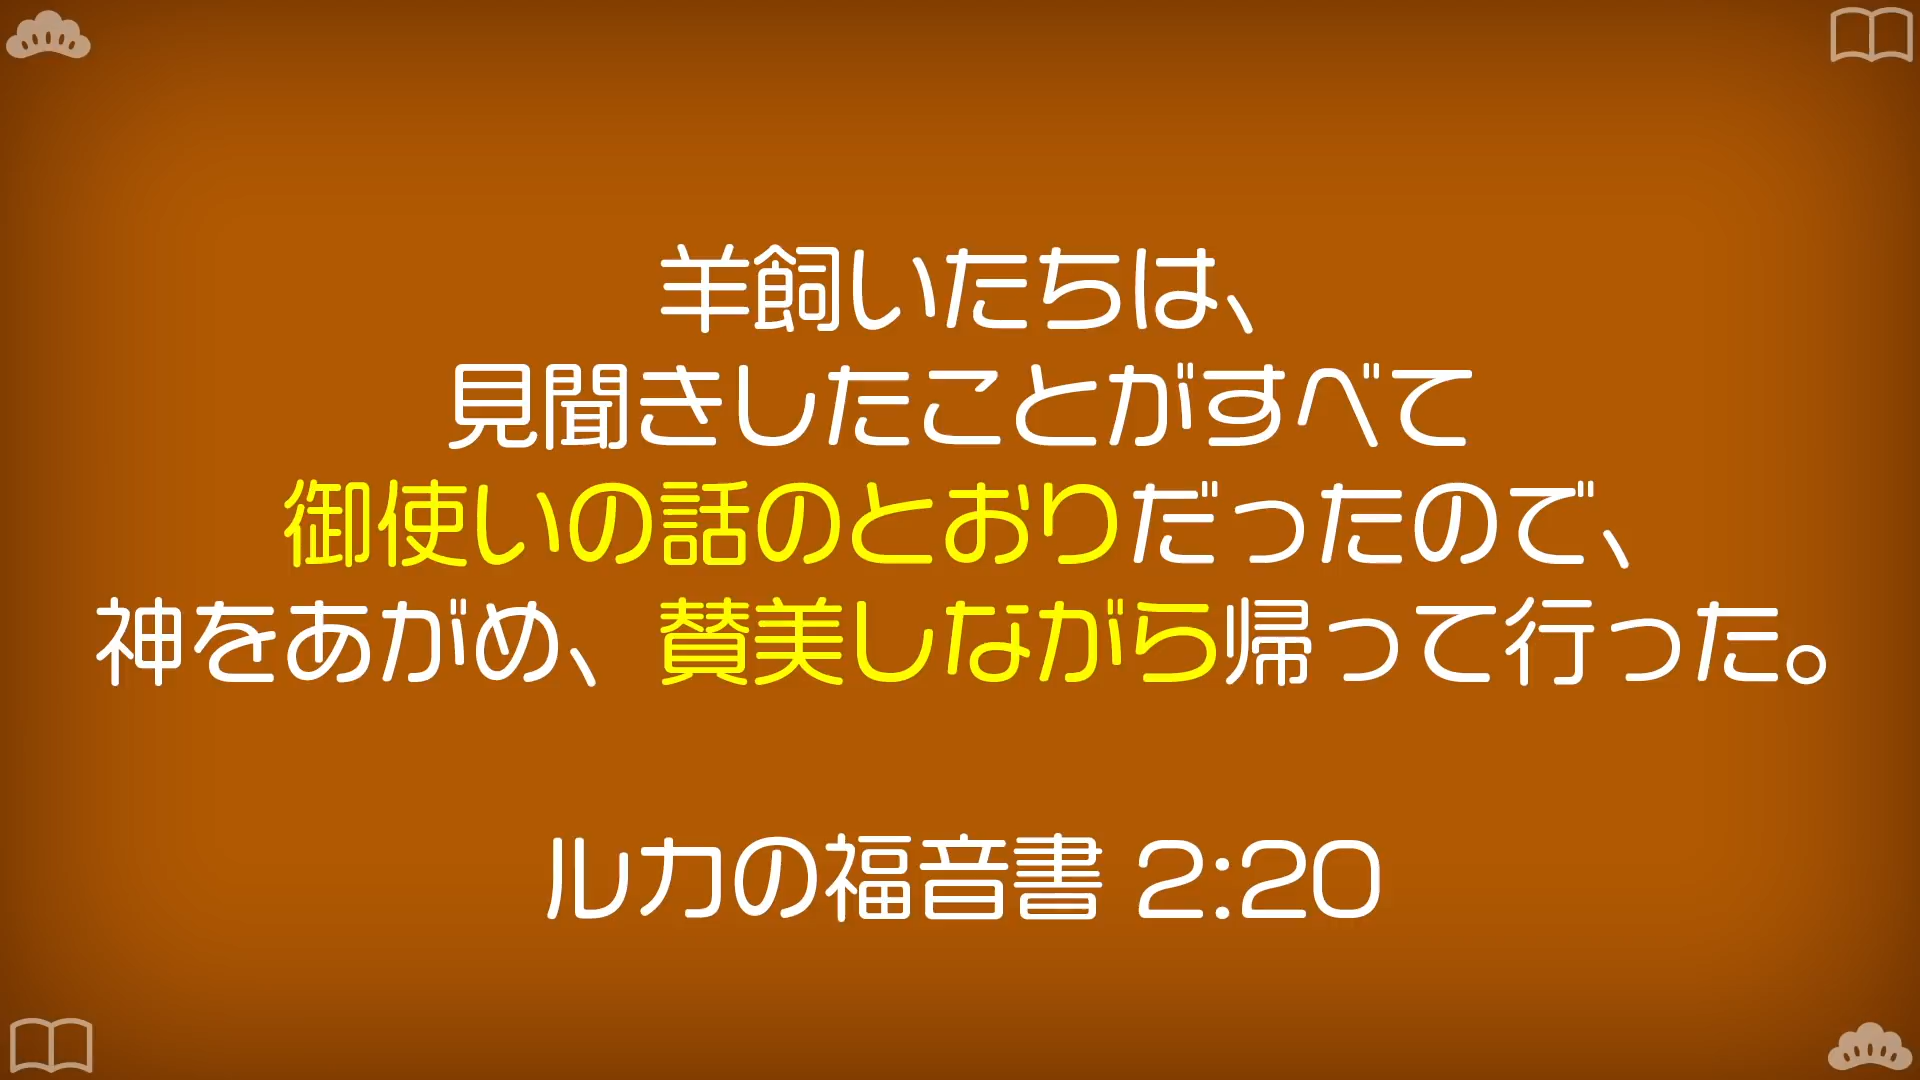 羊飼いたちは、
見聞きしたことがすべて
御使いの話のとおりだったので、
神をあがめ、賛美しながら帰って行った。
ルカの福音書 2:20